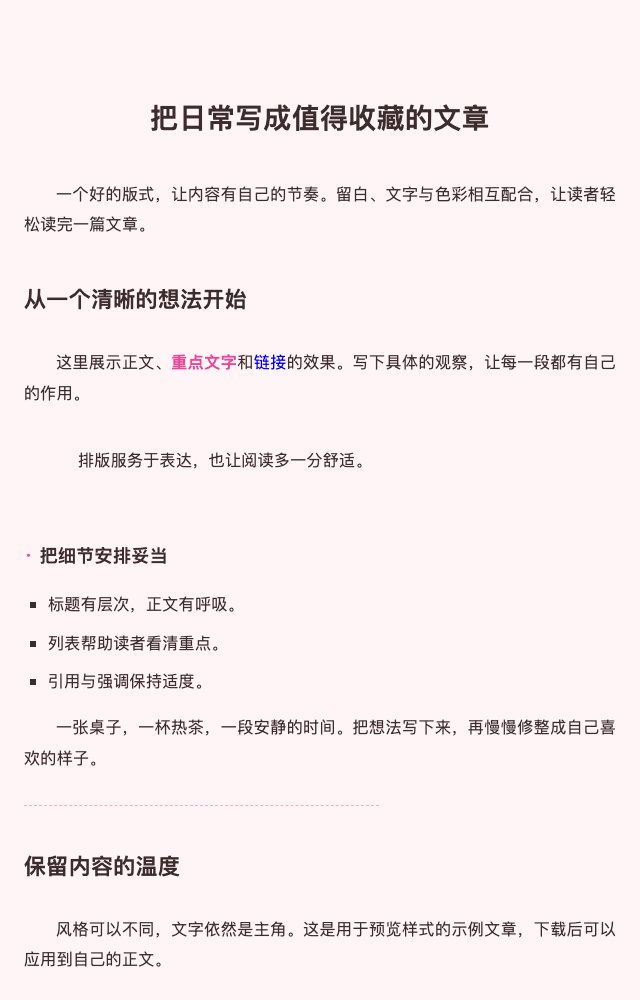 把日常写成值得收藏的文章
一个好的版式，让内容有自己的节奏。留白、文字与色彩相互配合，让读者轻
松读完一篇文章。
从一个清晰的想法开始
这里展示正文、重点文字和链接的效果。写下具体的观察，让每一段都有自己
的作用。
排版服务于表达，也让阅读多一分舒适。
· 把细节安排妥当
▪ 标题有层次，正文有呼吸。
▪ 列表帮助读者看清重点。
▪ 引用与强调保持适度。
一张桌子，一杯热茶，一段安静的时间。把想法写下来，再慢慢修整成自己喜
欢的样子。
保留内容的温度
风格可以不同，文字依然是主角。这是用于预览样式的示例文章，下载后可以
应用到自己的正文。